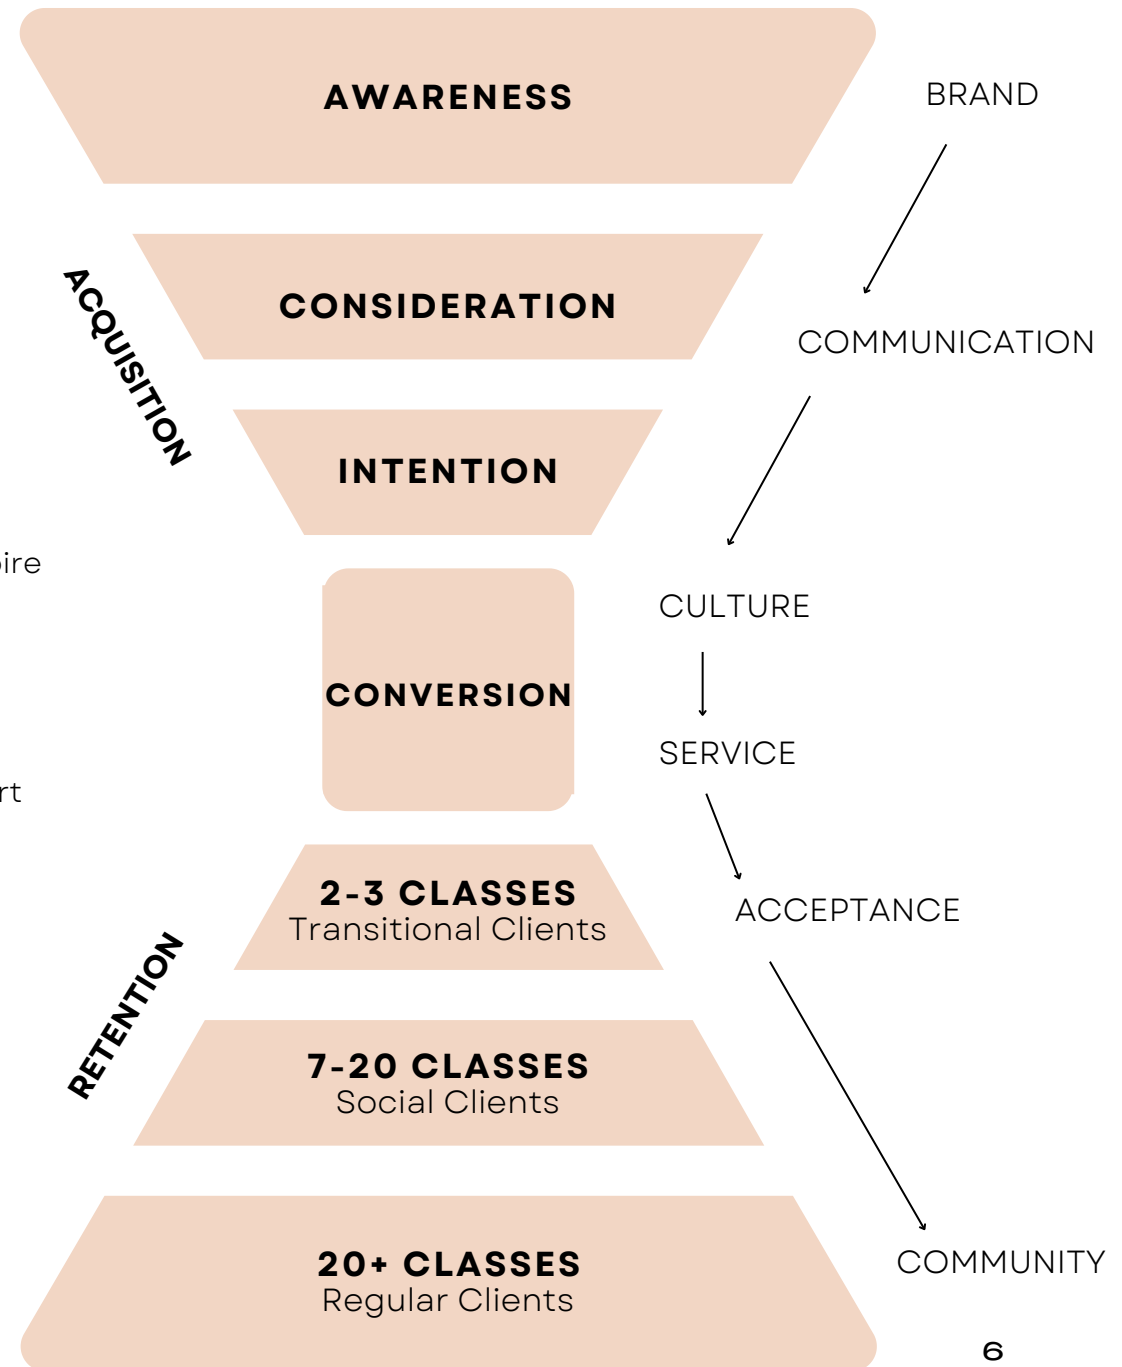 AWARENESS
BRAND
ACQUISITION
CONSIDERATION
COMMUNICATION
INTENTION
CULTURE
CONVERSION
SERVICE
2-3 CLASSES
Transitional Clients
ACCEPTANCE
RETENTION
7-20 CLASSES
Social Clients
20+ CLASSES
Regular Clients
COMMUNITY
6